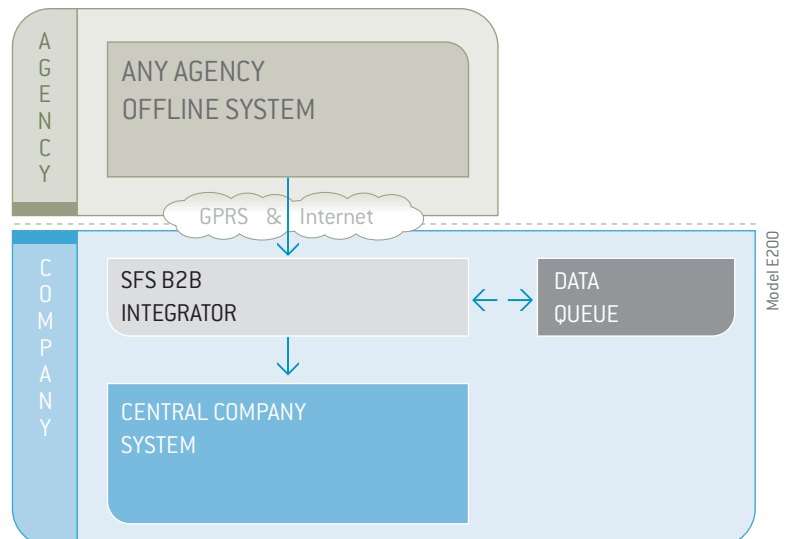 AGENCY
ANY AGENCY
OFFLINE SYSTEM
GPRS & Internet
COMPANY
SFS B2B
INTEGRATOR
DATA
QUEUE
Model E200
CENTRAL COMPANY
SYSTEM